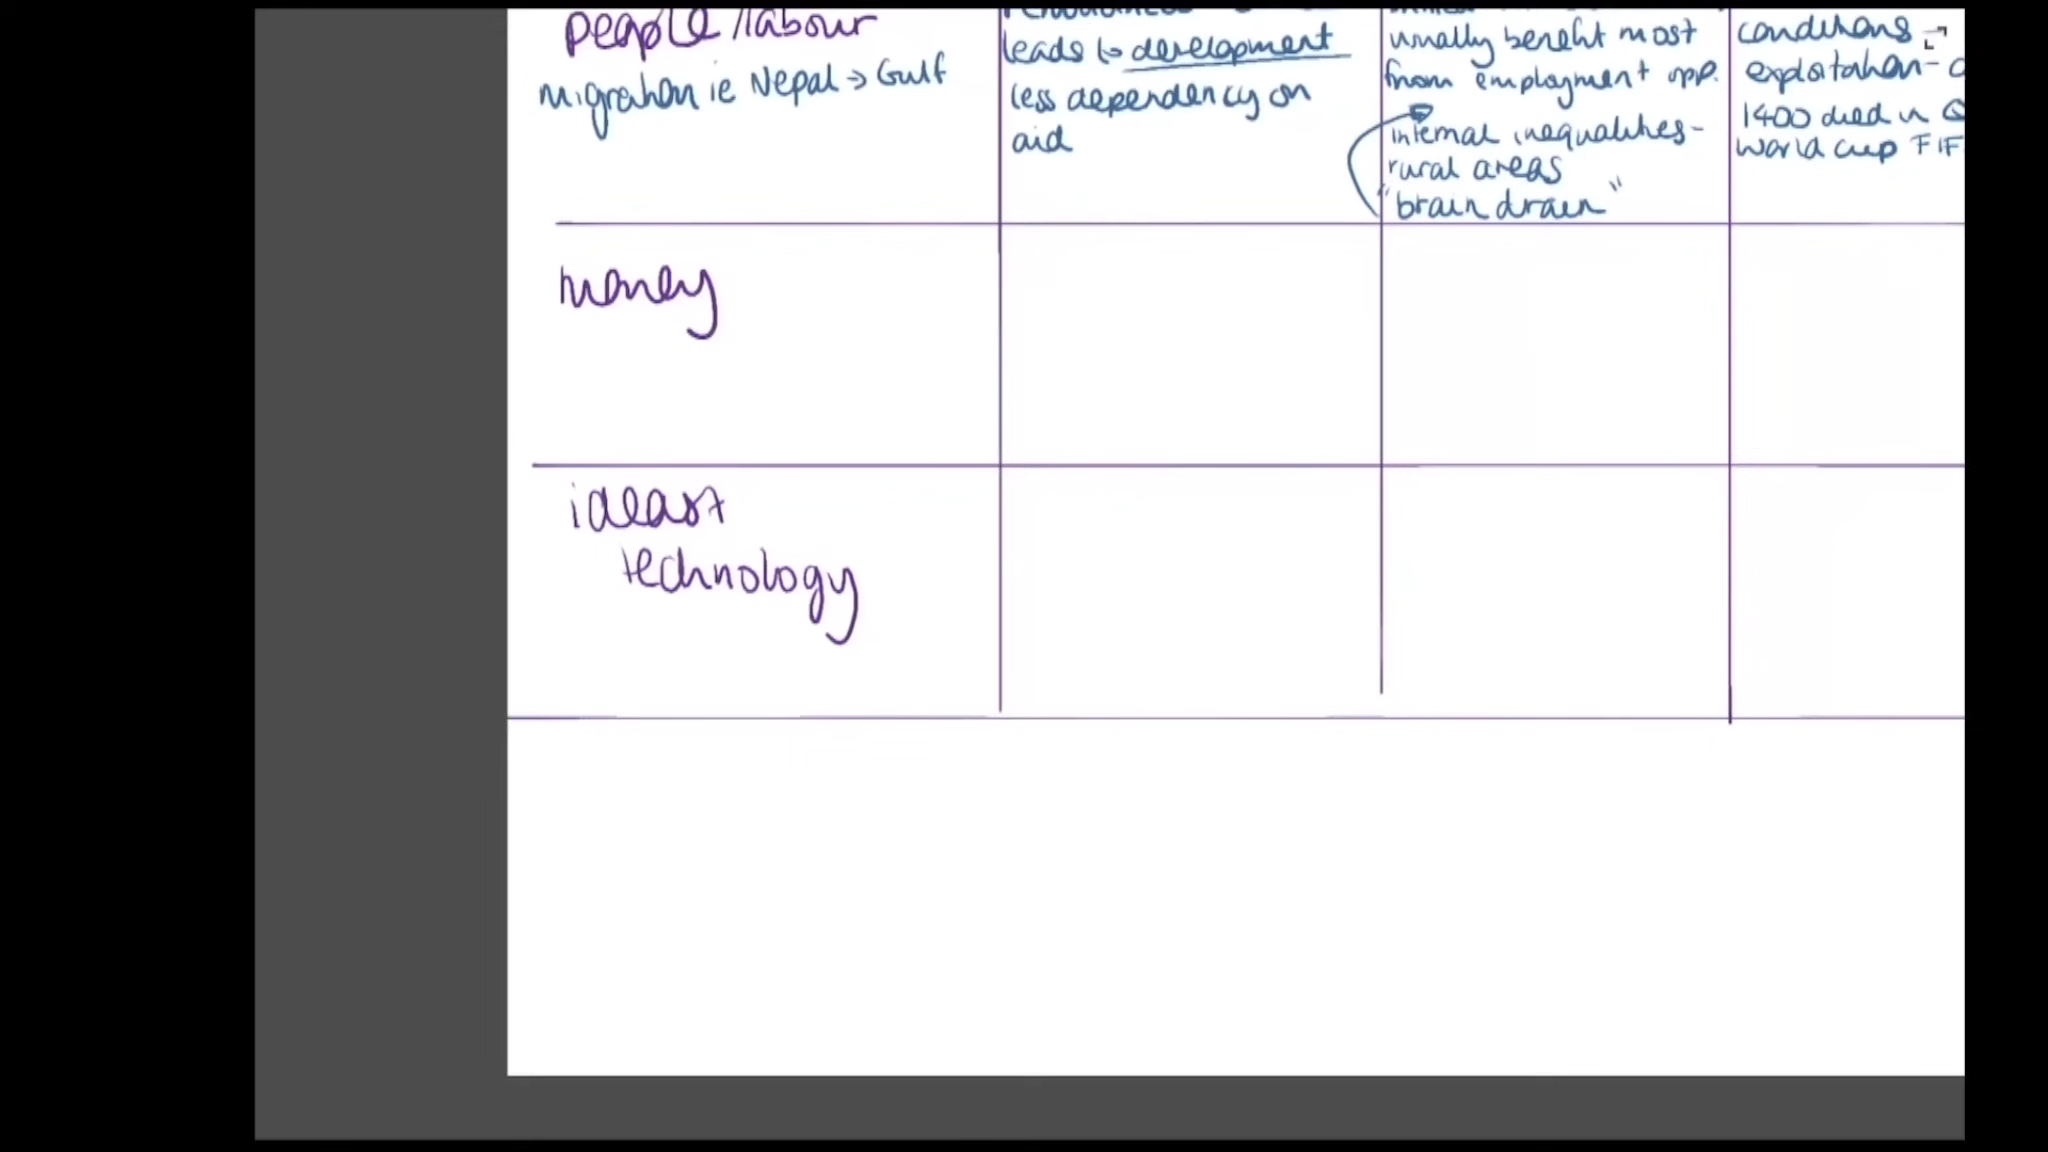 people/labour
migration ie Nepal → Gulf
leads to development
less dependency on
aid
usually benefit most
from employment opp.
internal inequalities-
rural areas
"brain drain"
conditions -
exploitation-
1400 died in Q
world cup FIF
money
ideas +
technology